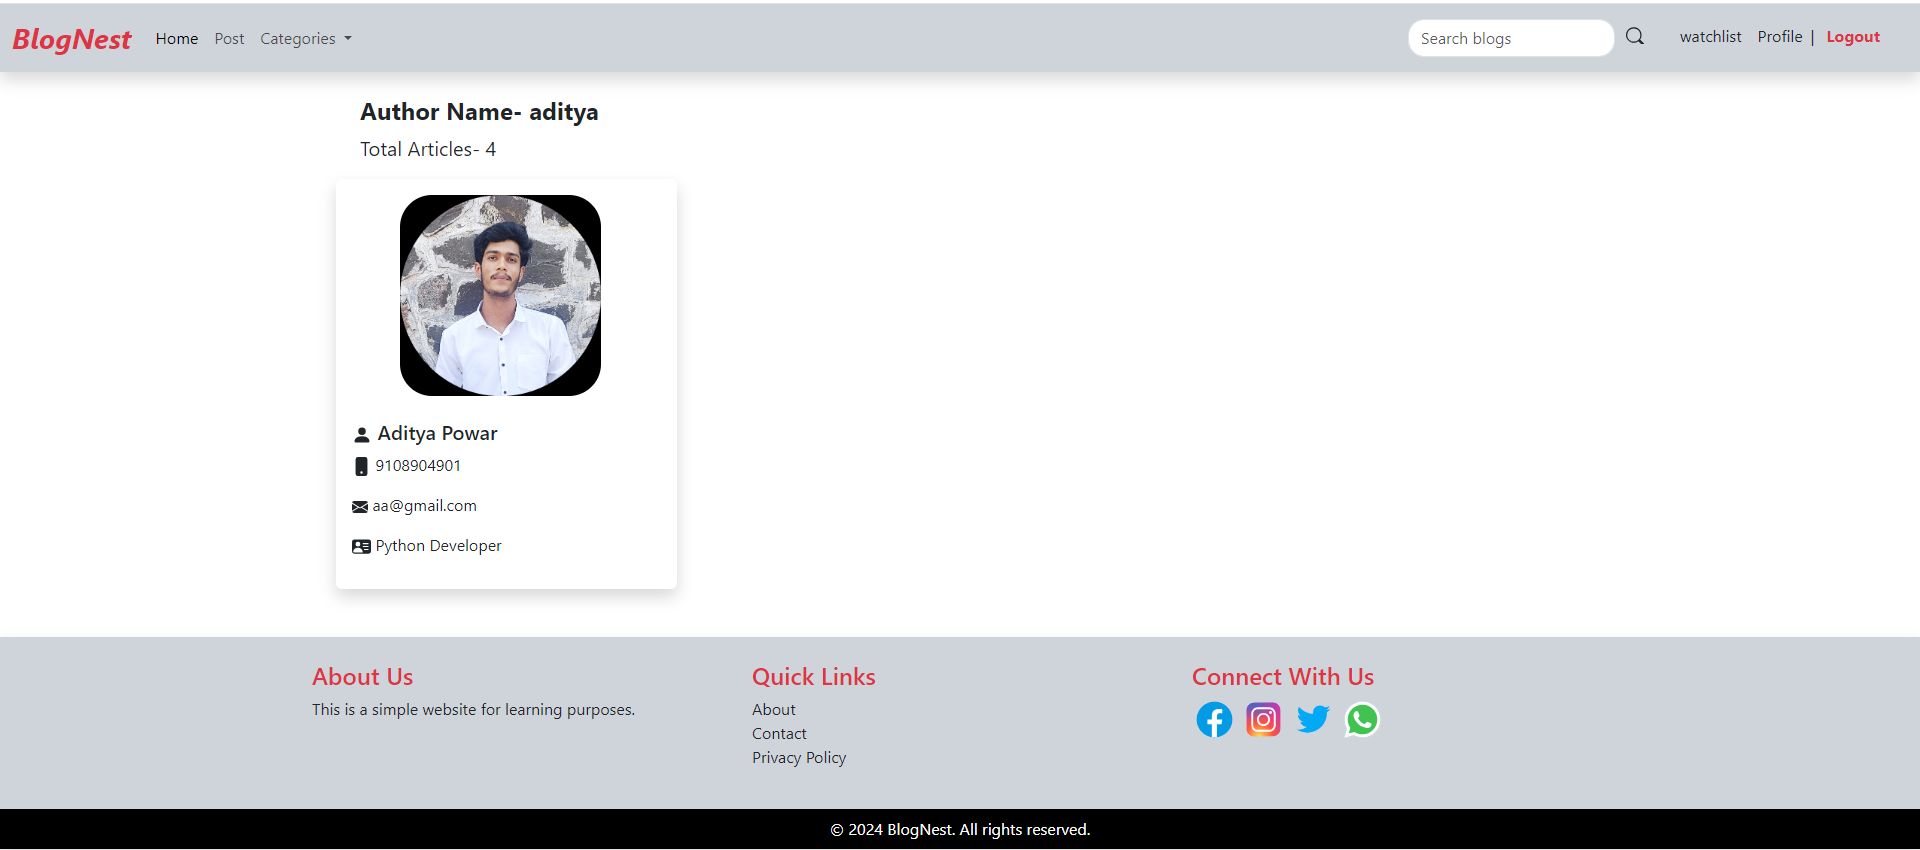 BlogNest Home Post Categories Search blogs watchlist Profile | Logout
Author Name- aditya
Total Articles- 4
Aditya Powar
9108904901
aa@gmail.com
Python Developer
About Us
This is a simple website for learning purposes.
Quick Links
About
Contact
Privacy Policy
Connect With Us
© 2024 BlogNest. All rights reserved.